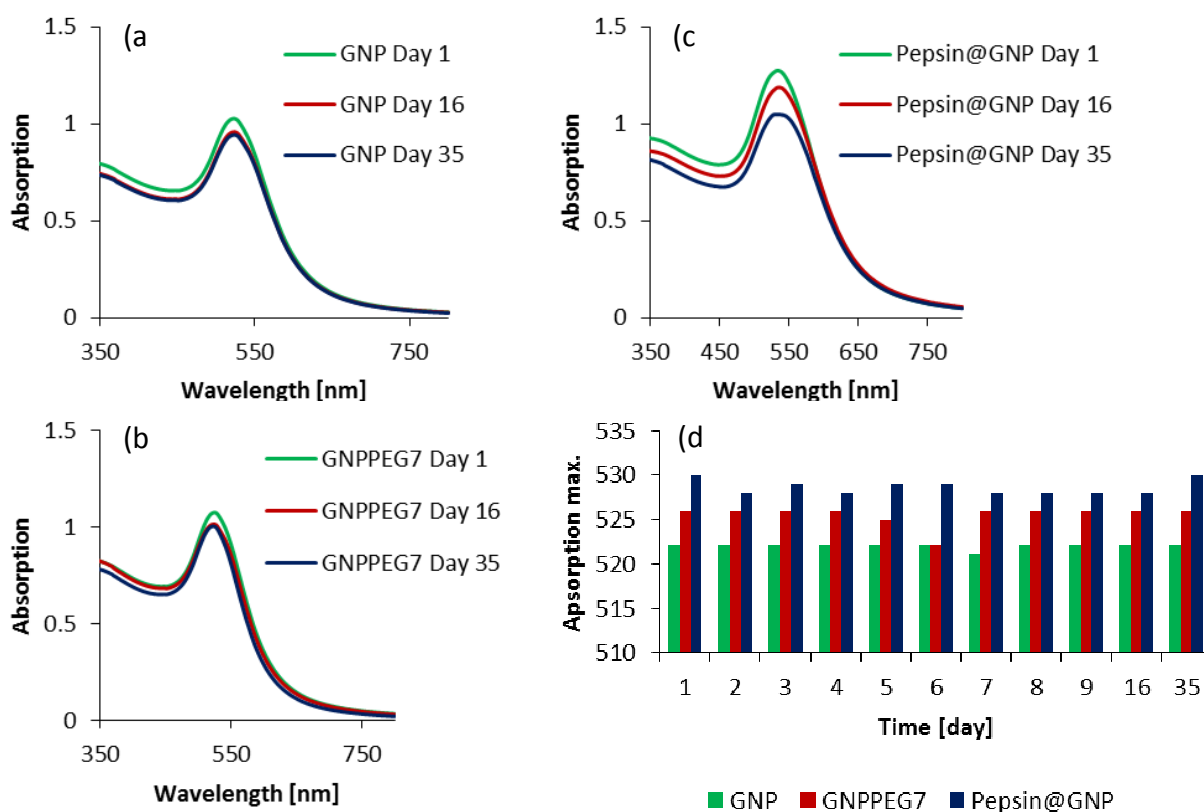 (a
1.5
1
0.5
0
Absorption
GNP Day 1
GNP Day 16
GNP Day 35
350 550 750
Wavelength [nm]
(c
1.5
1
0.5
0
Absorption
Pepsin@GNP Day 1
Pepsin@GNP Day 16
Pepsin@GNP Day 35
350 450 550 650 750
Wavelength [nm]
(b
1.5
1
0.5
0
Absorption
GNPPEG7 Day 1
GNPPEG7 Day 16
GNPPEG7 Day 35
350 550 750
Wavelength [nm]
(d
535
530
525
520
515
510
Apsorption max.
1 2 3 4 5 6 7 8 9 16 35
Time [day]
GNP GNPPEG7 Pepsin@GNP